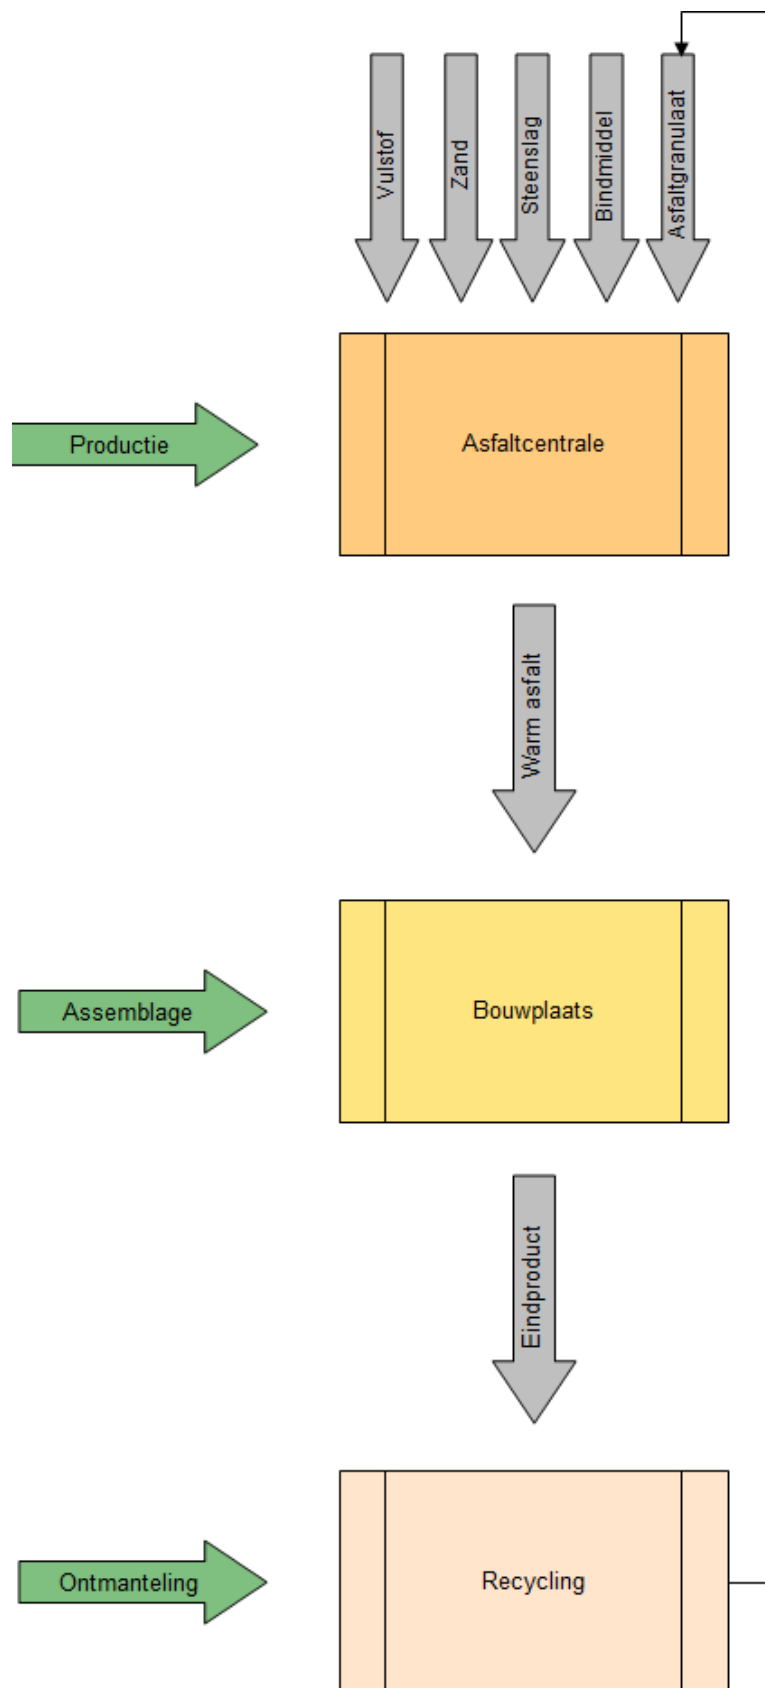 Vulstof
Zand
Steenslag
Bindmiddel
Asfaltgranulaat
Productie
Asfaltcentrale
Warm asfalt
Assemblage
Bouwplaats
Eindproduct
Ontmanteling
Recycling